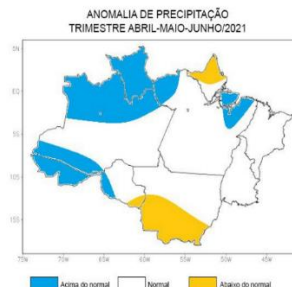 ANOMALIA DE PRECIPITAÇÃO
TRIMESTRE ABRIL-MAIO-JUNHO/2021
5N
5S
10S
15S
75W
70W
65W
60W
55W
50W
45W
Acima do normal
Normal
Abaixo do normal